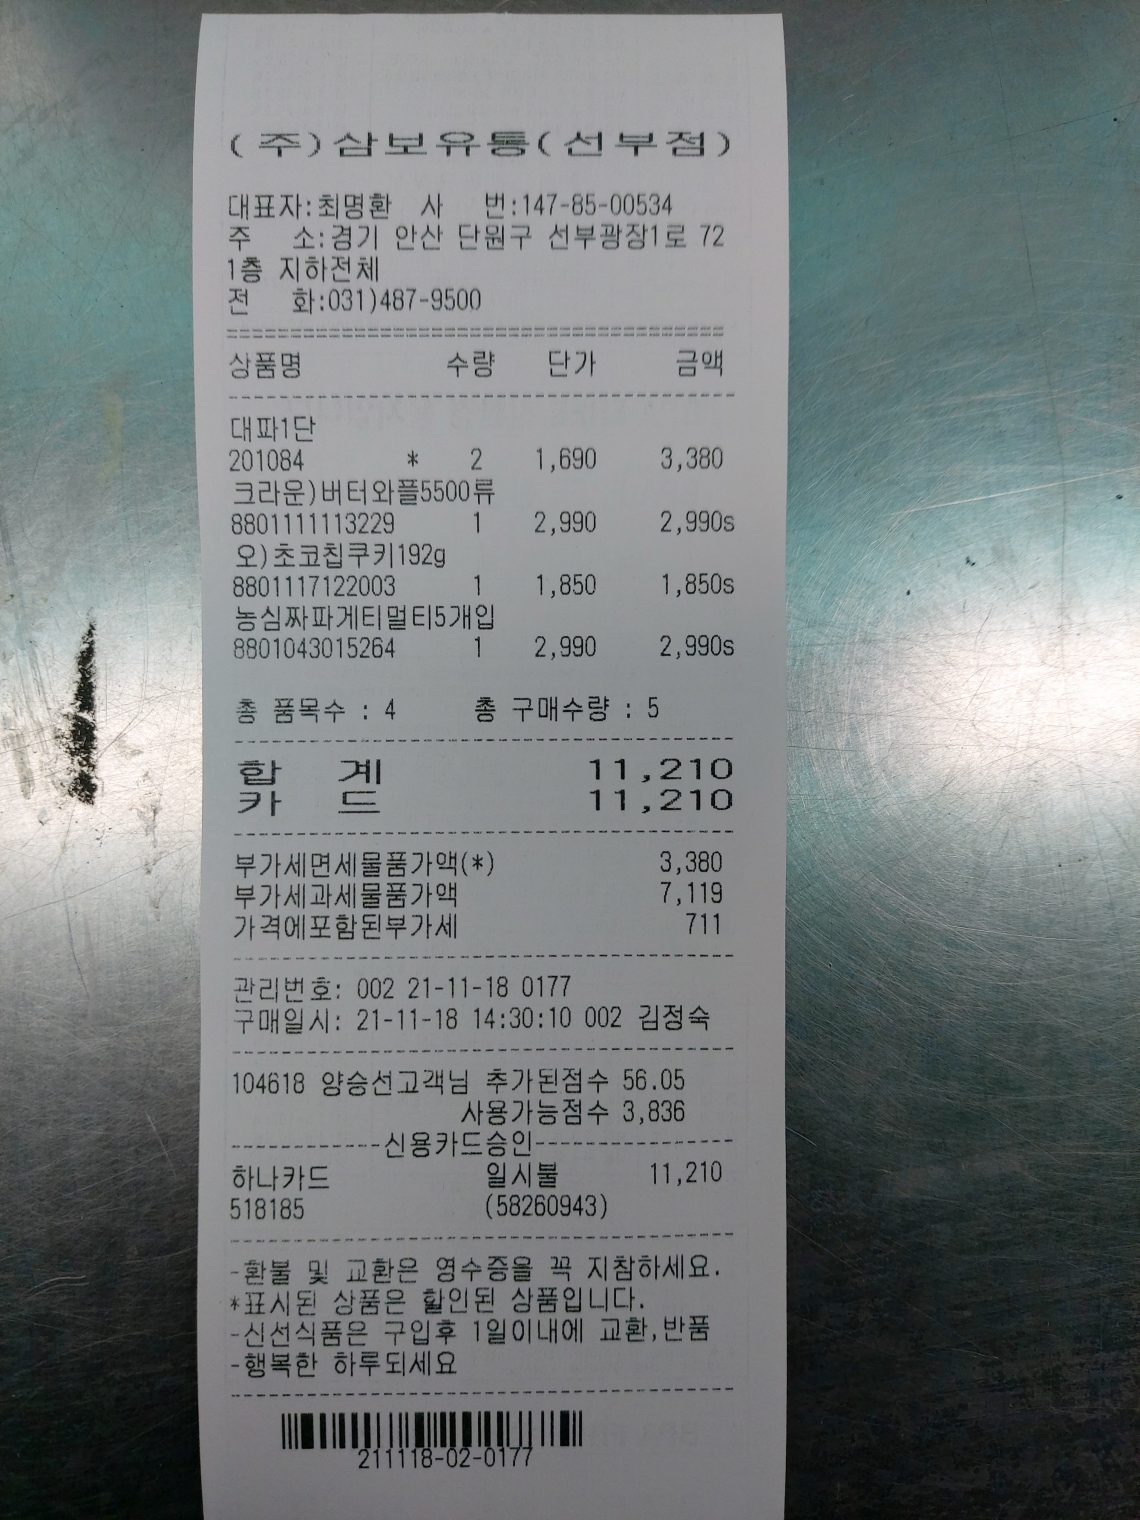 (주)삼보유통(선부점)
대표자:최명환 사 번:147-85-00534
주 소:경기 안산 단원구 선부광장1로 72
1층 지하전체
전 화:031)487-9500
상품명 수량 단가 금액
대파1단
201084 * 2 1,690 3,380
크라운)버터와플5500류
8801111113229 1 2,990 2,990s
오)초코칩쿠키192g
8801117122003 1 1,850 1,850s
농심짜파게티멀티5개입
8801043015264 1 2,990 2,990s
총 품목수 : 4 총 구매수량 : 5
합 계 11,210
카 드 11,210
부가세면세물품가액(*) 3,380
부가세과세물품가액 7,119
가격에포함된부가세 711
관리번호: 002 21-11-18 0177
구매일시: 21-11-18 14:30:10 002 김정숙
104618 양승선고객님 추가된점수 56.05
사용가능점수 3,836
------------신용카드승인----------------
하나카드 일시불 11,210
518185 (58260943)
-환불 및 교환은 영수증을 꼭 지참하세요.
*표시된 상품은 할인된 상품입니다.
-신선식품은 구입후 1일이내에 교환,반품
-행복한 하루되세요
211118-02-0177